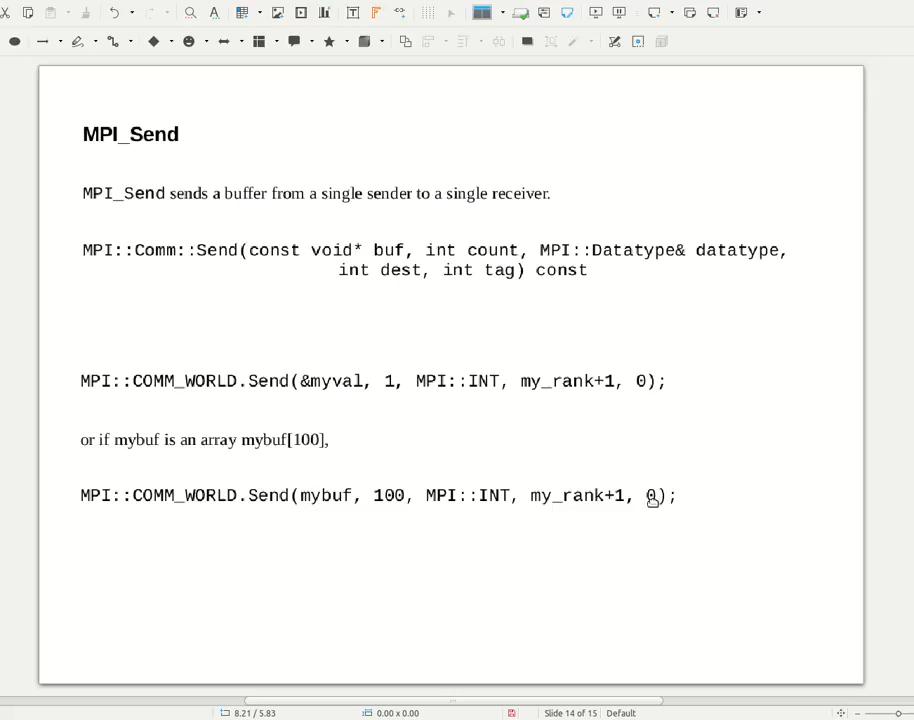 MPI_Send
MPI_Send sends a buffer from a single sender to a single receiver.
MPI::Comm::Send(const void* buf, int count, MPI::Datatype& datatype,
int dest, int tag) const
MPI::COMM_WORLD.Send(&myval, 1, MPI::INT, my_rank+1, 0);
or if mybuf is an array mybuf[100],
MPI::COMM_WORLD.Send(mybuf, 100, MPI::INT, my_rank+1, 0);
8.21 / 5.83
0.00 x 0.00
Slide 14 of 15
Default